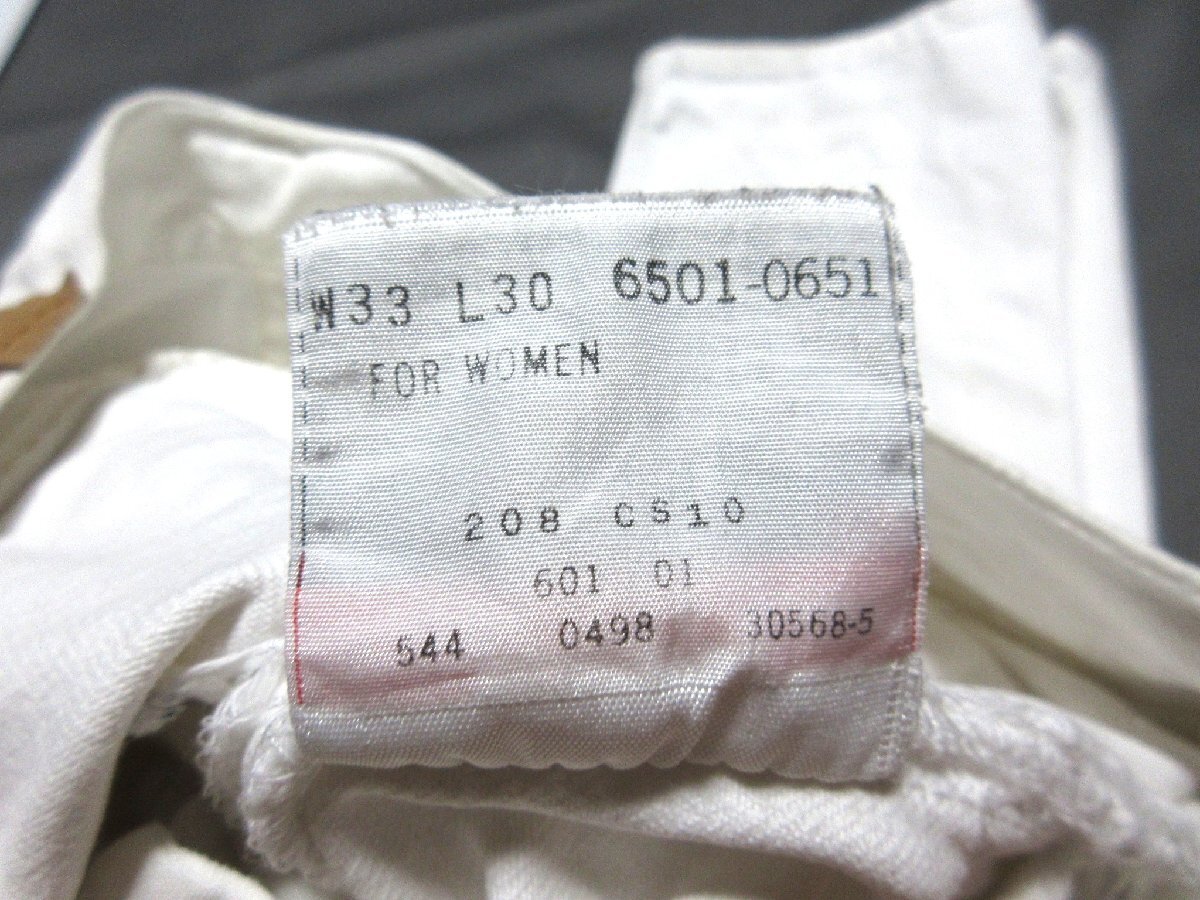 W33 L30 6501-0651
FOR WOMEN
208 CS10
601 01
544 0498 30568-5